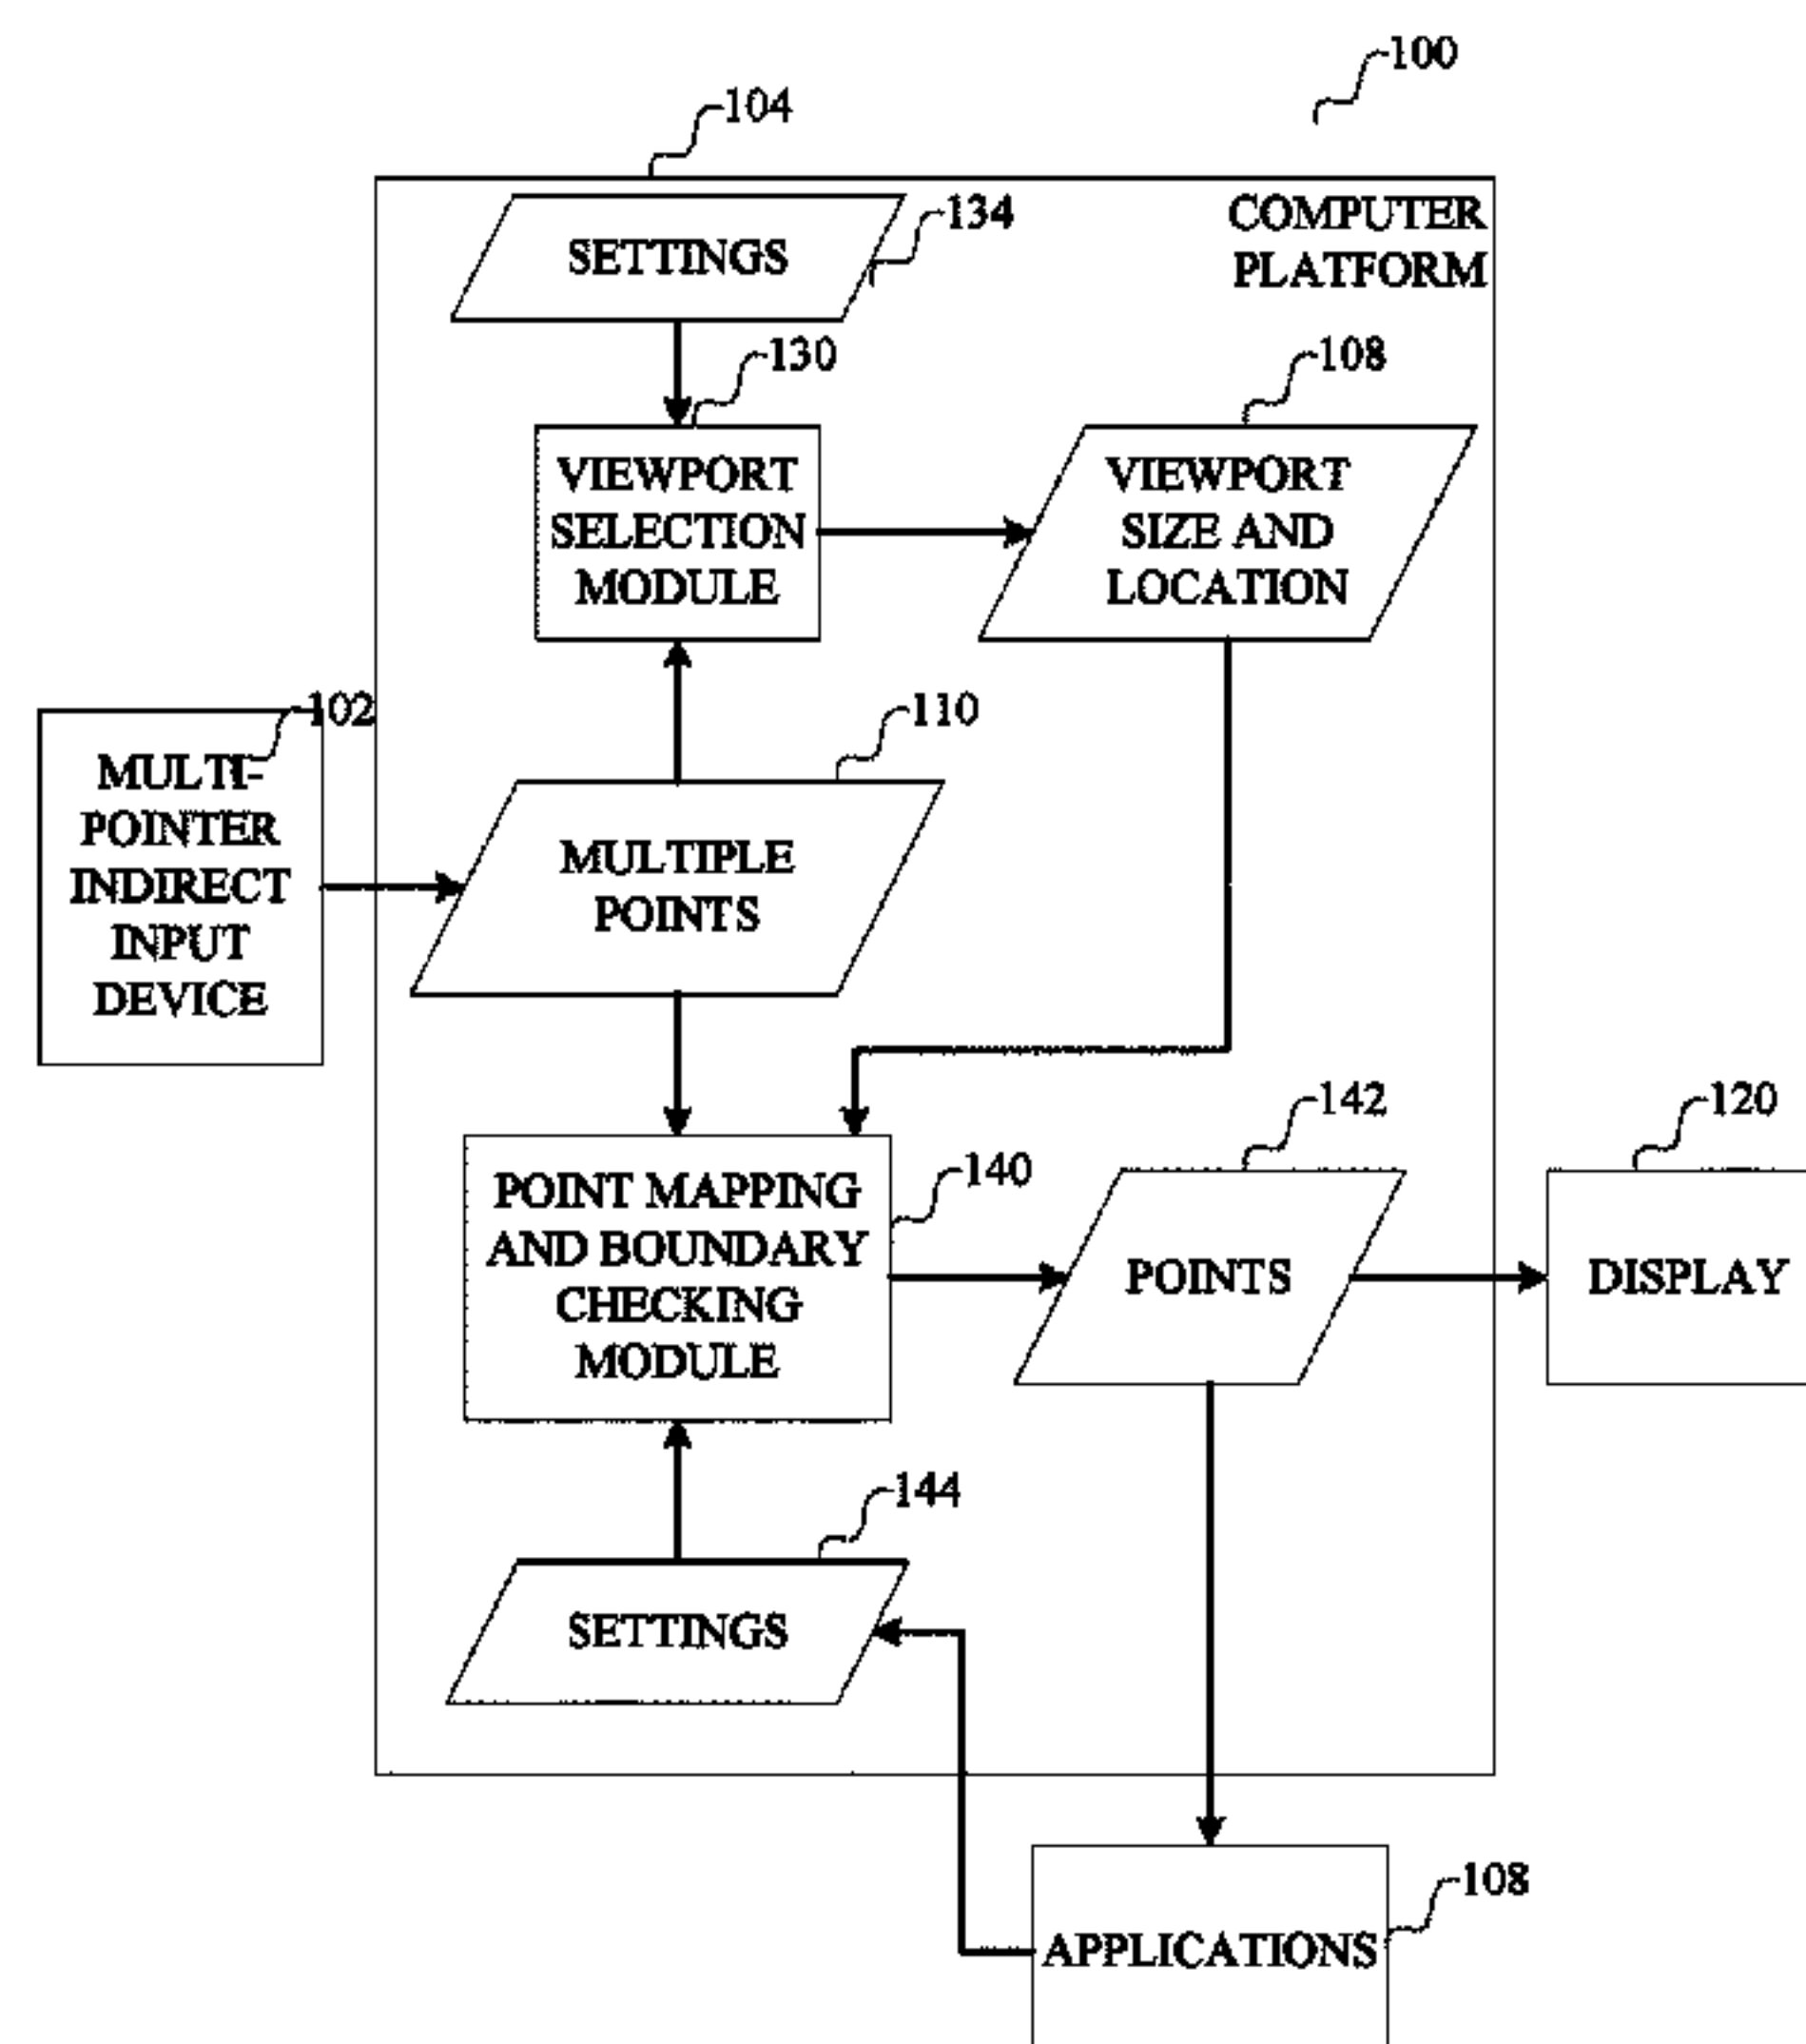 100
104
SETTINGS
134
COMPUTER
PLATFORM
130
108
VIEWPORT
SELECTION
MODULE
VIEWPORT
SIZE AND
LOCATION
102
110
MULTI-
POINTER
INDIRECT
INPUT
DEVICE
MULTIPLE
POINTS
142
120
140
POINT MAPPING
AND BOUNDARY
CHECKING
MODULE
POINTS
DISPLAY
144
SETTINGS
108
APPLICATIONS